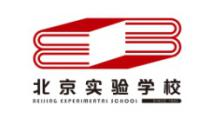 北京实验学校
BEIJING EXPERIMENTAL SCHOOL